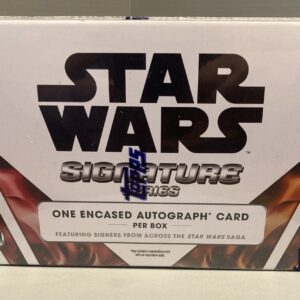 STAR
WARS
™
SIGNATURE
SERIES
topps
ONE ENCASED AUTOGRAPH* CARD
PER BOX
FEATURING SIGNERS FROM ACROSS THE STAR WARS SAGA